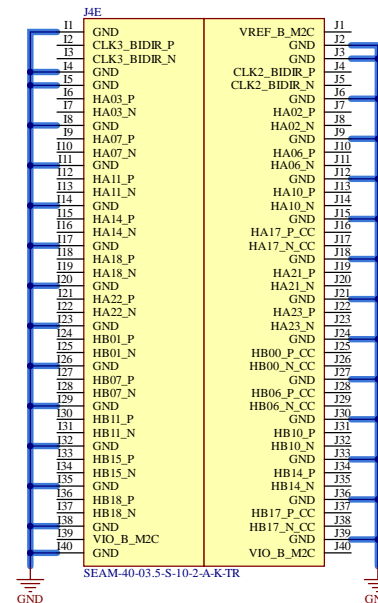 J4E
I1 GND VREF_B_M2C J1
I2 CLK3_BIDIR_P GND J2
I3 CLK3_BIDIR_N GND J3
I4 GND CLK2_BIDIR_P J4
I5 GND CLK2_BIDIR_N J5
I6 HA03_P GND J6
I7 HA03_N HA02_P J7
I8 GND HA02_N J8
I9 HA07_P GND J9
I10 HA07_N HA06_P J10
I11 GND HA06_N J11
I12 HA11_P GND J12
I13 HA11_N HA10_P J13
I14 GND HA10_N J14
I15 HA14_P GND J15
I16 HA14_N HA17_P_CC J16
I17 GND HA17_N_CC J17
I18 HA18_P GND J18
I19 HA18_N HA21_P J19
I20 GND HA21_N J20
I21 HA22_P GND J21
I22 HA22_N HA23_P J22
I23 GND HA23_N J23
I24 HB01_P GND J24
I25 HB01_N HB00_P_CC J25
I26 GND HB00_N_CC J26
I27 HB07_P GND J27
I28 HB07_N HB06_P_CC J28
I29 GND HB06_N_CC J29
I30 HB11_P GND J30
I31 HB11_N HB10_P J31
I32 GND HB10_N J32
I33 HB15_P GND J33
I34 HB15_N HB14_P J34
I35 GND HB14_N J35
I36 HB18_P GND J36
I37 HB18_N HB17_P_CC J37
I38 GND HB17_N_CC J38
I39 VIO_B_M2C GND J39
I40 GND VIO_B_M2C J40
SEAM-40-03.5-S-10-2-A-K-TR
GND GN